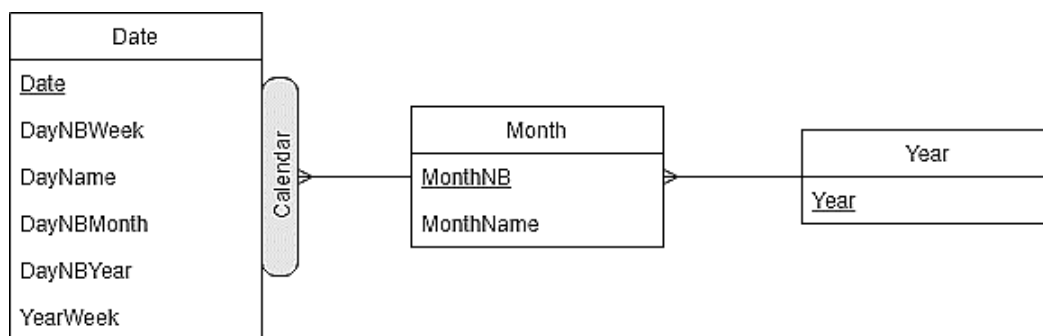 Date
Date
DayNBWeek
DayName
DayNBMonth
DayNBYear
YearWeek
Calendar
Month
MonthNB
MonthName
Year
Year